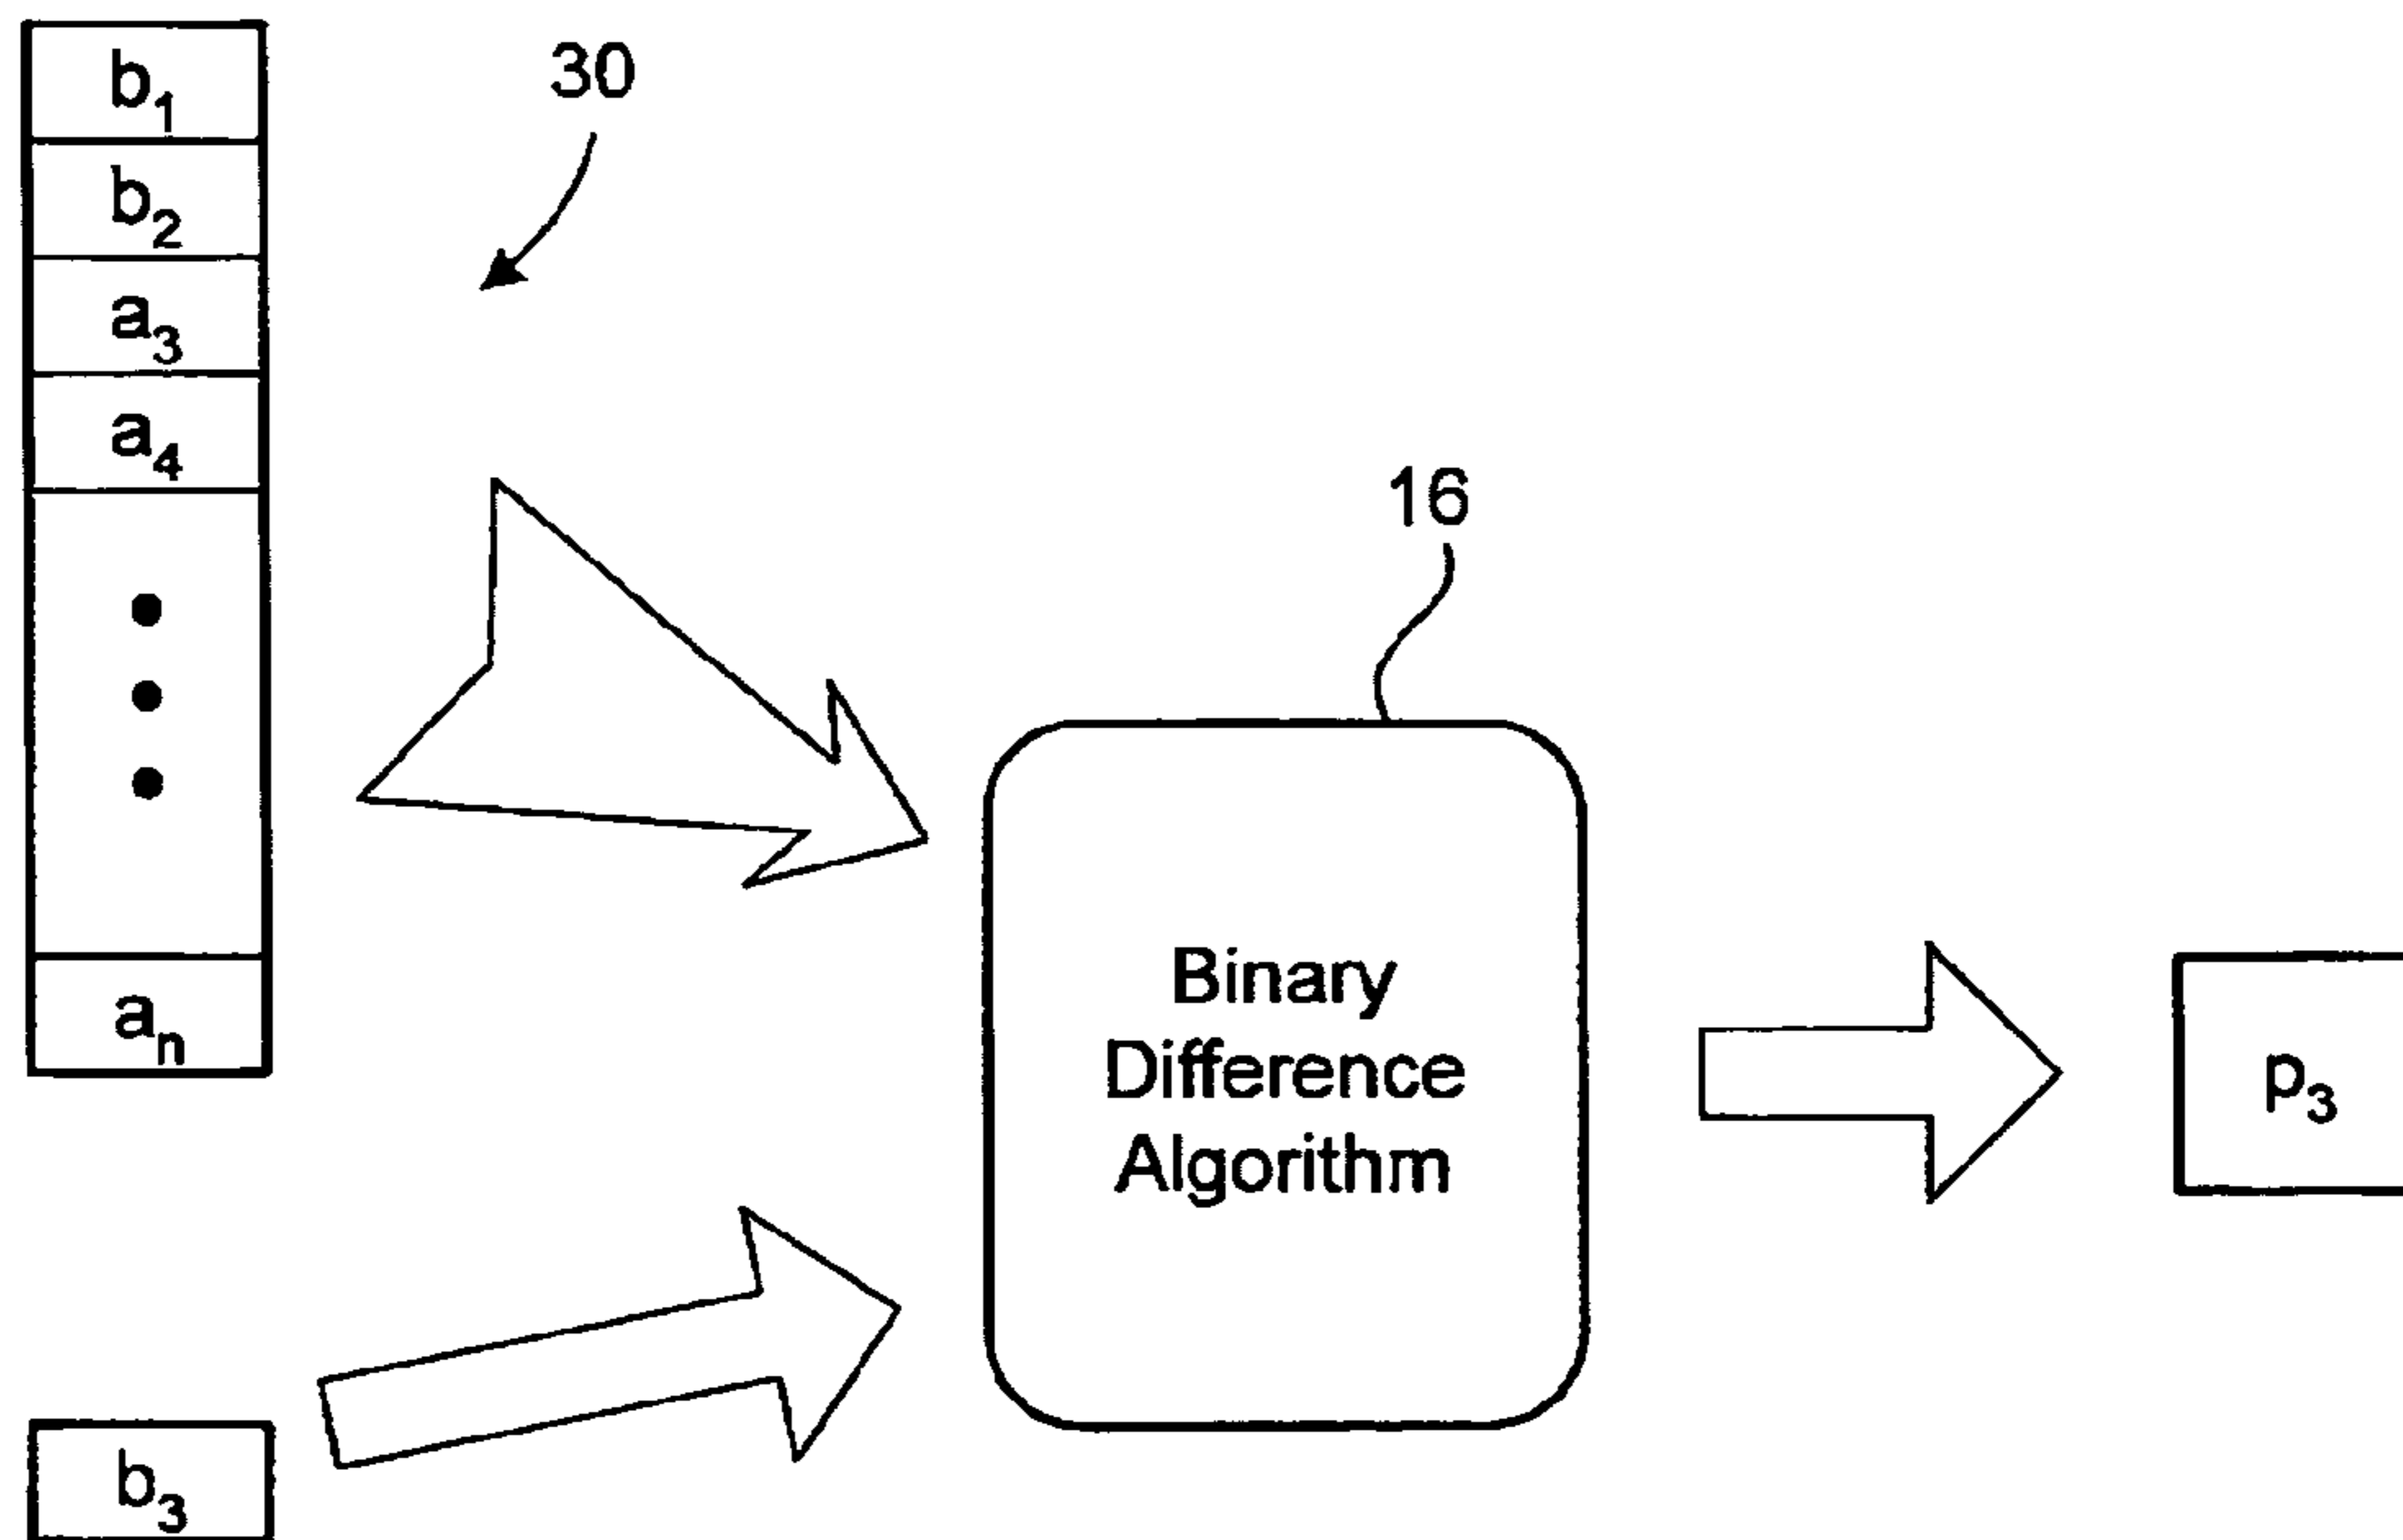 b₁
30
b₂
a₃
a₄
16
aₙ
Binary
Difference
Algorithm
p₃
b₃